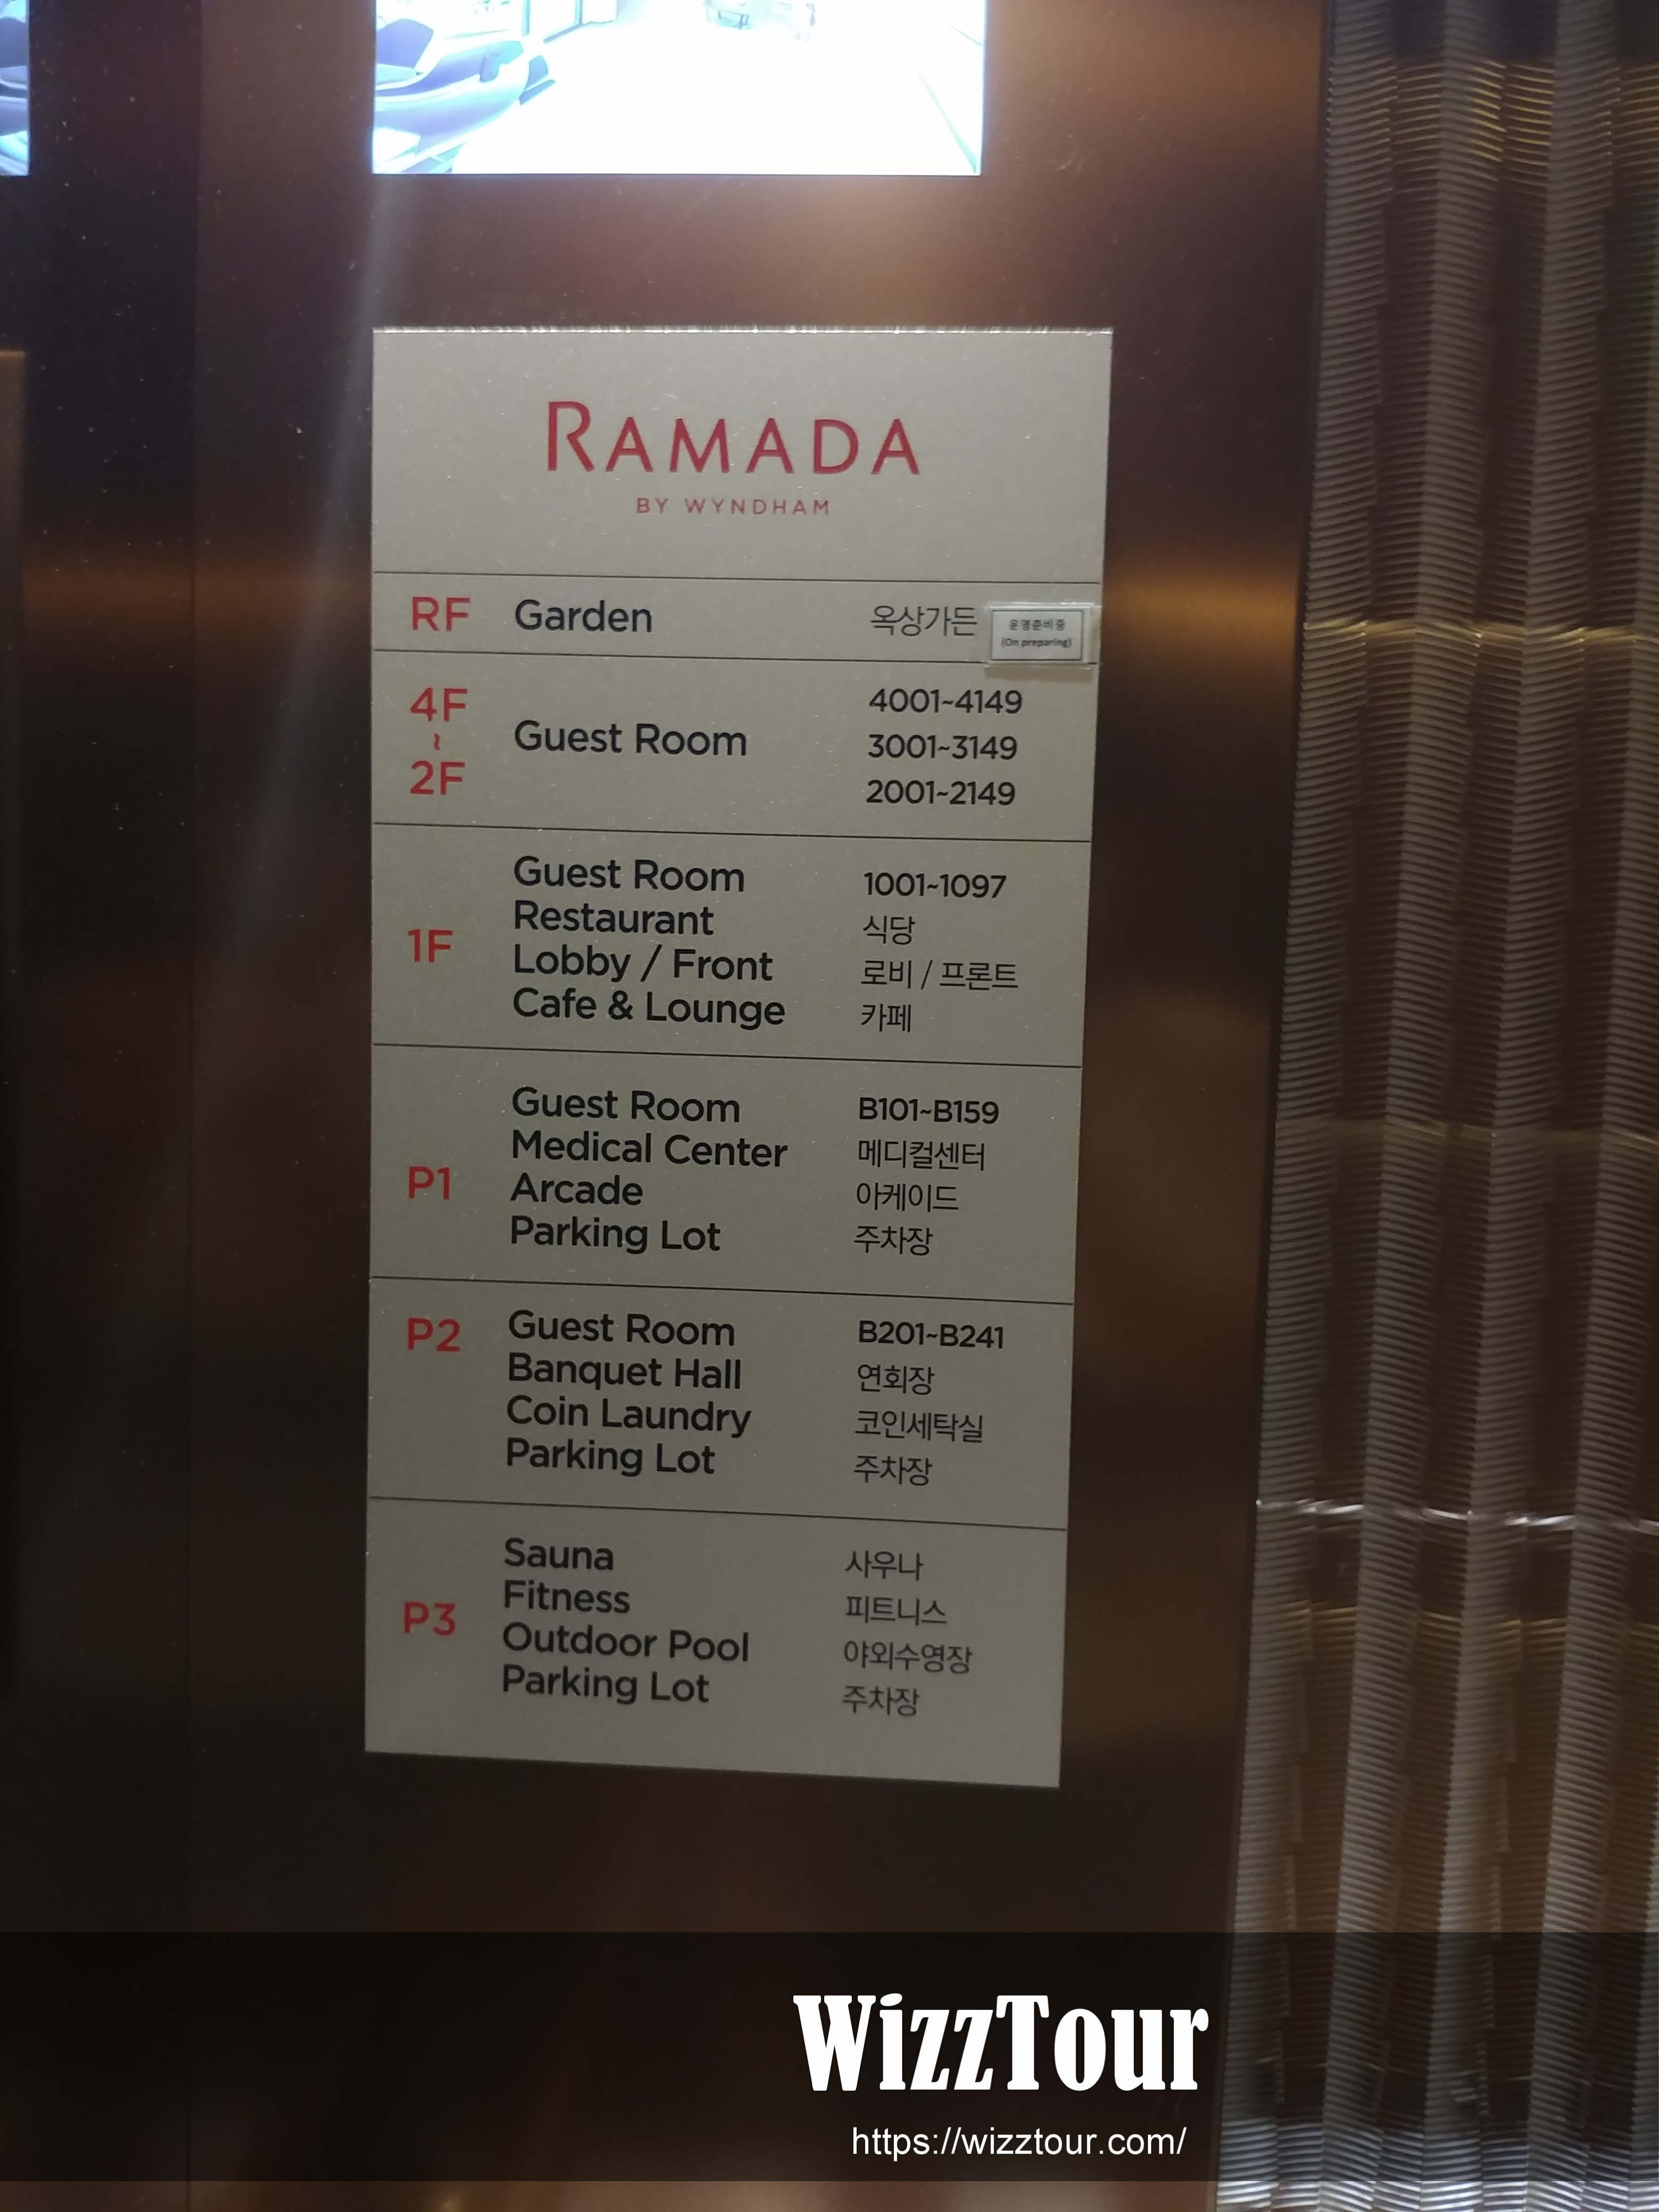 RAMADA
BY WYNDHAM
RF Garden 옥상가든
운영준비중
(On preparing)
4F
~
2F
Guest Room
4001~4149
3001~3149
2001~2149
1F
Guest Room 1001~1097
Restaurant 식당
Lobby / Front 로비 / 프론트
Cafe & Lounge 카페
P1
Guest Room B101~B159
Medical Center 메디컬센터
Arcade 아케이드
Parking Lot 주차장
P2
Guest Room B201~B241
Banquet Hall 연회장
Coin Laundry 코인세탁실
Parking Lot 주차장
P3
Sauna 사우나
Fitness 피트니스
Outdoor Pool 야외수영장
Parking Lot 주차장
WizzTour
https://wizztour.com/